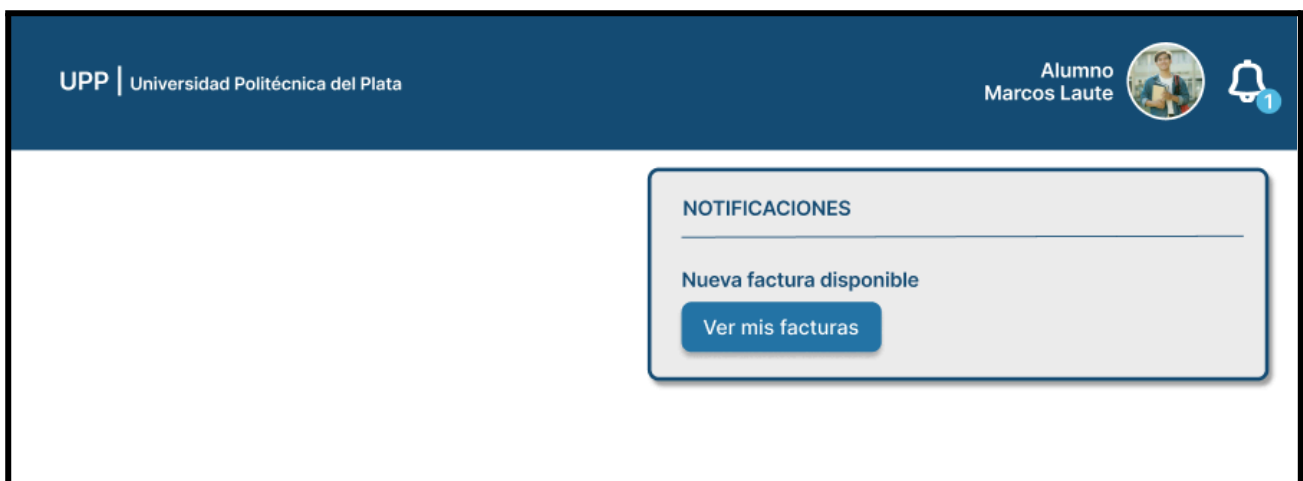 UPP | Universidad Politécnica del Plata
Alumno
Marcos Laute
1
NOTIFICACIONES
Nueva factura disponible
Ver mis facturas